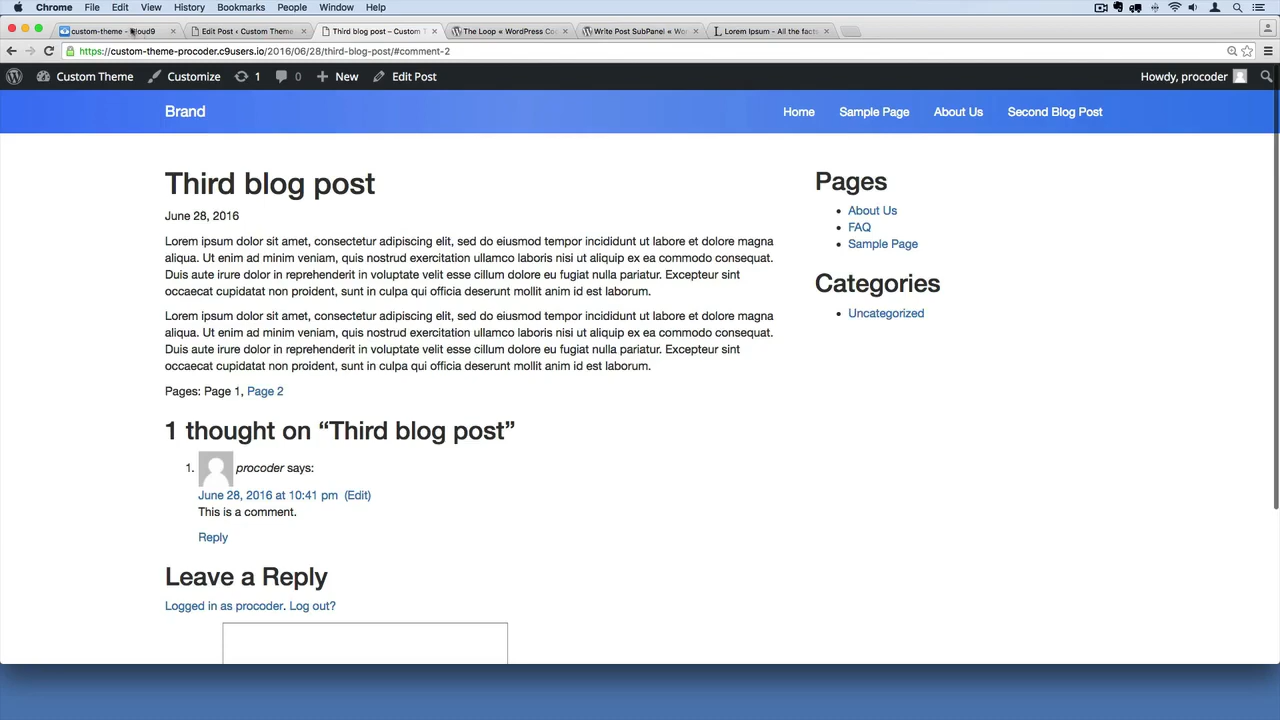 Chrome File Edit View History Bookmarks People Window Help
Edit Post ‹ Custom Theme
Third blog post – Custom T
The Loop « WordPress Co
Write Post SubPanel « Wo
Lorem Ipsum - All the facts
https://custom-theme-procoder.c9users.io/2016/06/28/third-blog-post/#comment-2
Custom Theme Customize 1 0 New Edit Post Howdy, procoder
Brand Home Sample Page About Us Second Blog Post
Third blog post
June 28, 2016
Lorem ipsum dolor sit amet, consectetur adipiscing elit, sed do eiusmod tempor incididunt ut labore et dolore magna
aliqua. Ut enim ad minim veniam, quis nostrud exercitation ullamco laboris nisi ut aliquip ex ea commodo consequat.
Duis aute irure dolor in reprehenderit in voluptate velit esse cillum dolore eu fugiat nulla pariatur. Excepteur sint
occaecat cupidatat non proident, sunt in culpa qui officia deserunt mollit anim id est laborum.
Lorem ipsum dolor sit amet, consectetur adipiscing elit, sed do eiusmod tempor incididunt ut labore et dolore magna
aliqua. Ut enim ad minim veniam, quis nostrud exercitation ullamco laboris nisi ut aliquip ex ea commodo consequat.
Duis aute irure dolor in reprehenderit in voluptate velit esse cillum dolore eu fugiat nulla pariatur. Excepteur sint
occaecat cupidatat non proident, sunt in culpa qui officia deserunt mollit anim id est laborum.
Pages: Page 1, Page 2
1 thought on “Third blog post”
1. procoder says:
June 28, 2016 at 10:41 pm (Edit)
This is a comment.
Reply
Leave a Reply
Logged in as procoder. Log out?
Pages
About Us
FAQ
Sample Page
Categories
Uncategorized